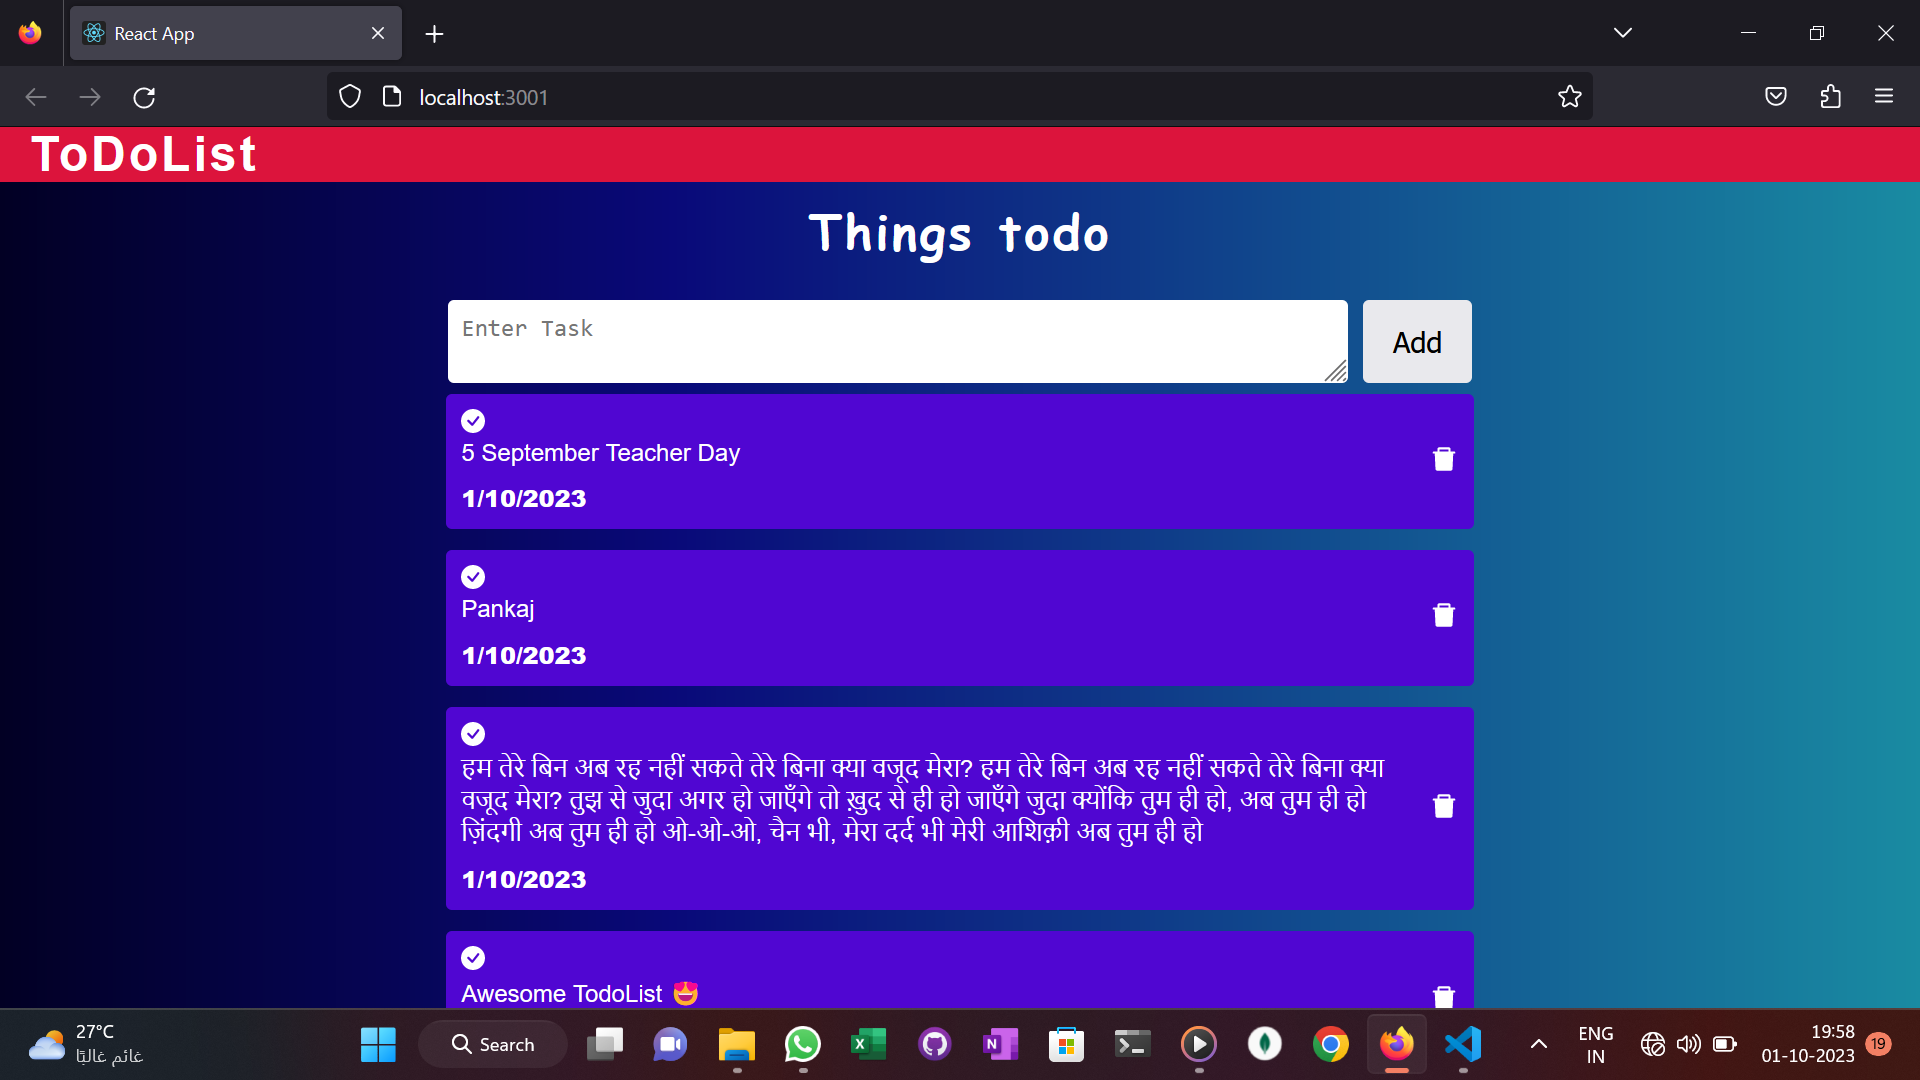 React App
localhost:3001
ToDoList
Things todo
Enter Task
Add
5 September Teacher Day
1/10/2023
Pankaj
1/10/2023
हम तेरे बिन अब रह नहीं सकते तेरे बिना क्या वजूद मेरा? हम तेरे बिन अब रह नहीं सकते तेरे बिना क्या
वजूद मेरा? तुझ से जुदा अगर हो जाएँगे तो ख़ुद से ही हो जाएँगे जुदा क्योंकि तुम ही हो, अब तुम ही हो
ज़िंदगी अब तुम ही हो ओ-ओ-ओ, चैन भी, मेरा दर्द भी मेरी आशिक़ी अब तुम ही हो
1/10/2023
Awesome TodoList 😍
27°C
غائم غالبًا
Search
ENG
IN
19:58
01-10-2023
19